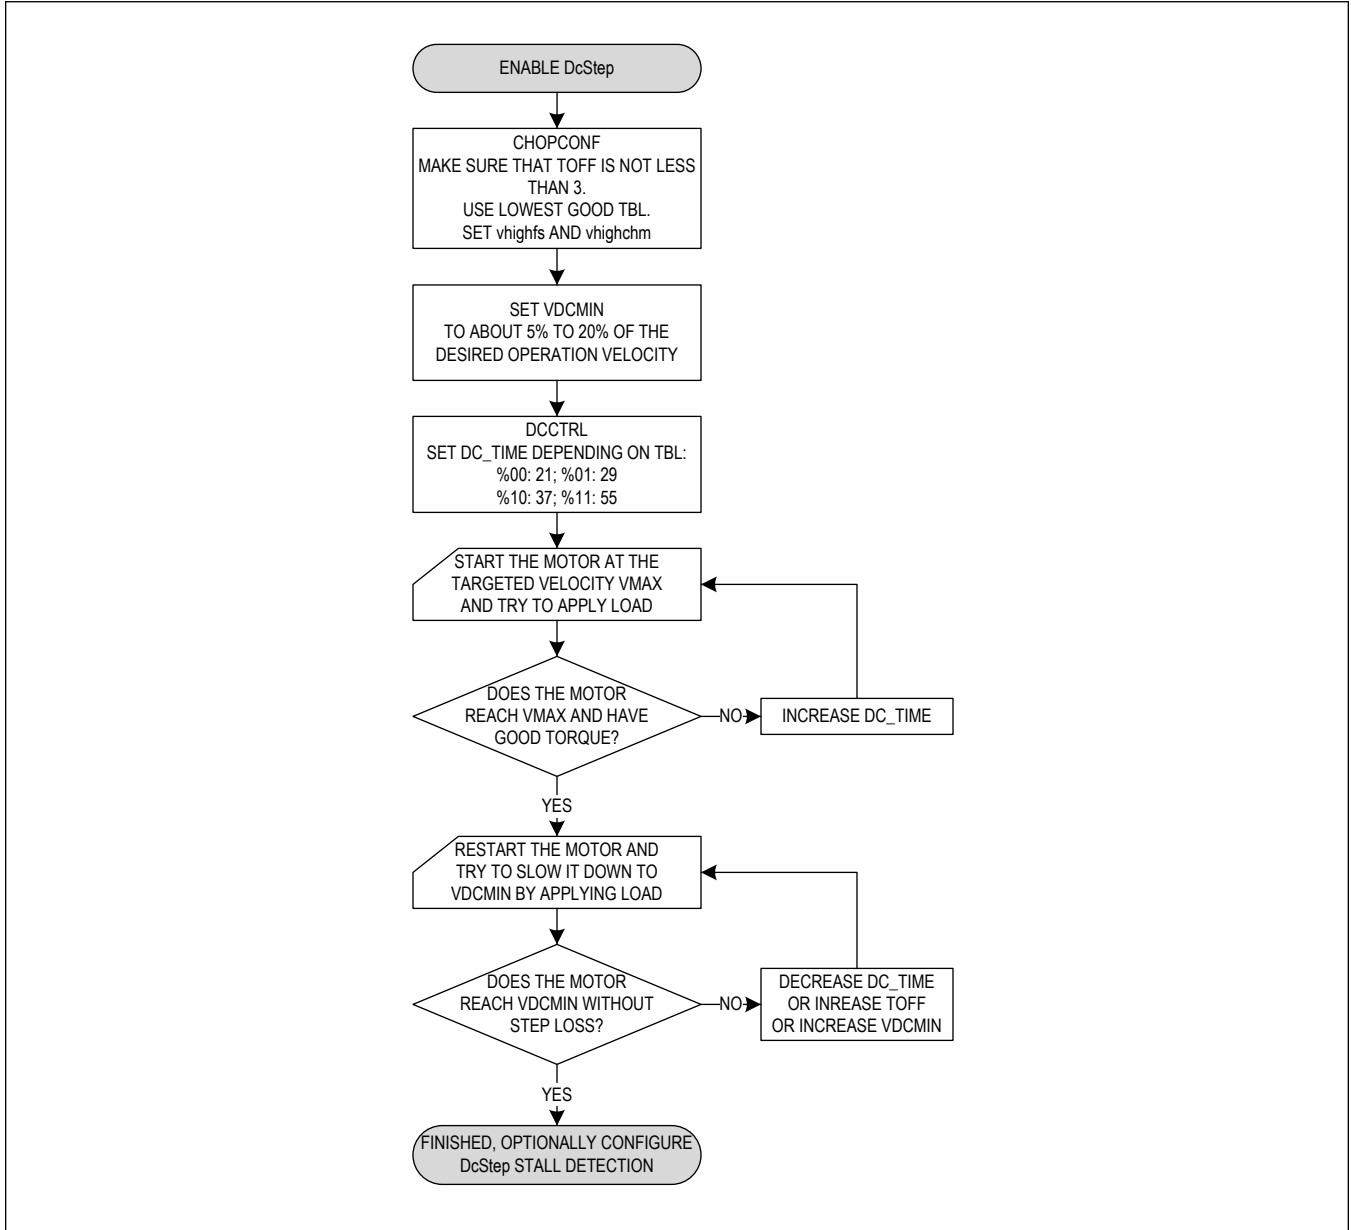 ENABLE DcStep
CHOPCONF
MAKE SURE THAT TOFF IS NOT LESS
THAN 3.
USE LOWEST GOOD TBL.
SET vhighfs AND vhighchm
SET VDCMIN
TO ABOUT 5% TO 20% OF THE
DESIRED OPERATION VELOCITY
DCCTRL
SET DC_TIME DEPENDING ON TBL:
%00: 21; %01: 29
%10: 37; %11: 55
START THE MOTOR AT THE
TARGETED VELOCITY VMAX
AND TRY TO APPLY LOAD
DOES THE MOTOR
REACH VMAX AND HAVE
GOOD TORQUE?
NO
INCREASE DC_TIME
YES
RESTART THE MOTOR AND
TRY TO SLOW IT DOWN TO
VDCMIN BY APPLYING LOAD
DOES THE MOTOR
REACH VDCMIN WITHOUT
STEP LOSS?
NO
DECREASE DC_TIME
OR INREASE TOFF
OR INCREASE VDCMIN
YES
FINISHED, OPTIONALLY CONFIGURE
DcStep STALL DETECTION